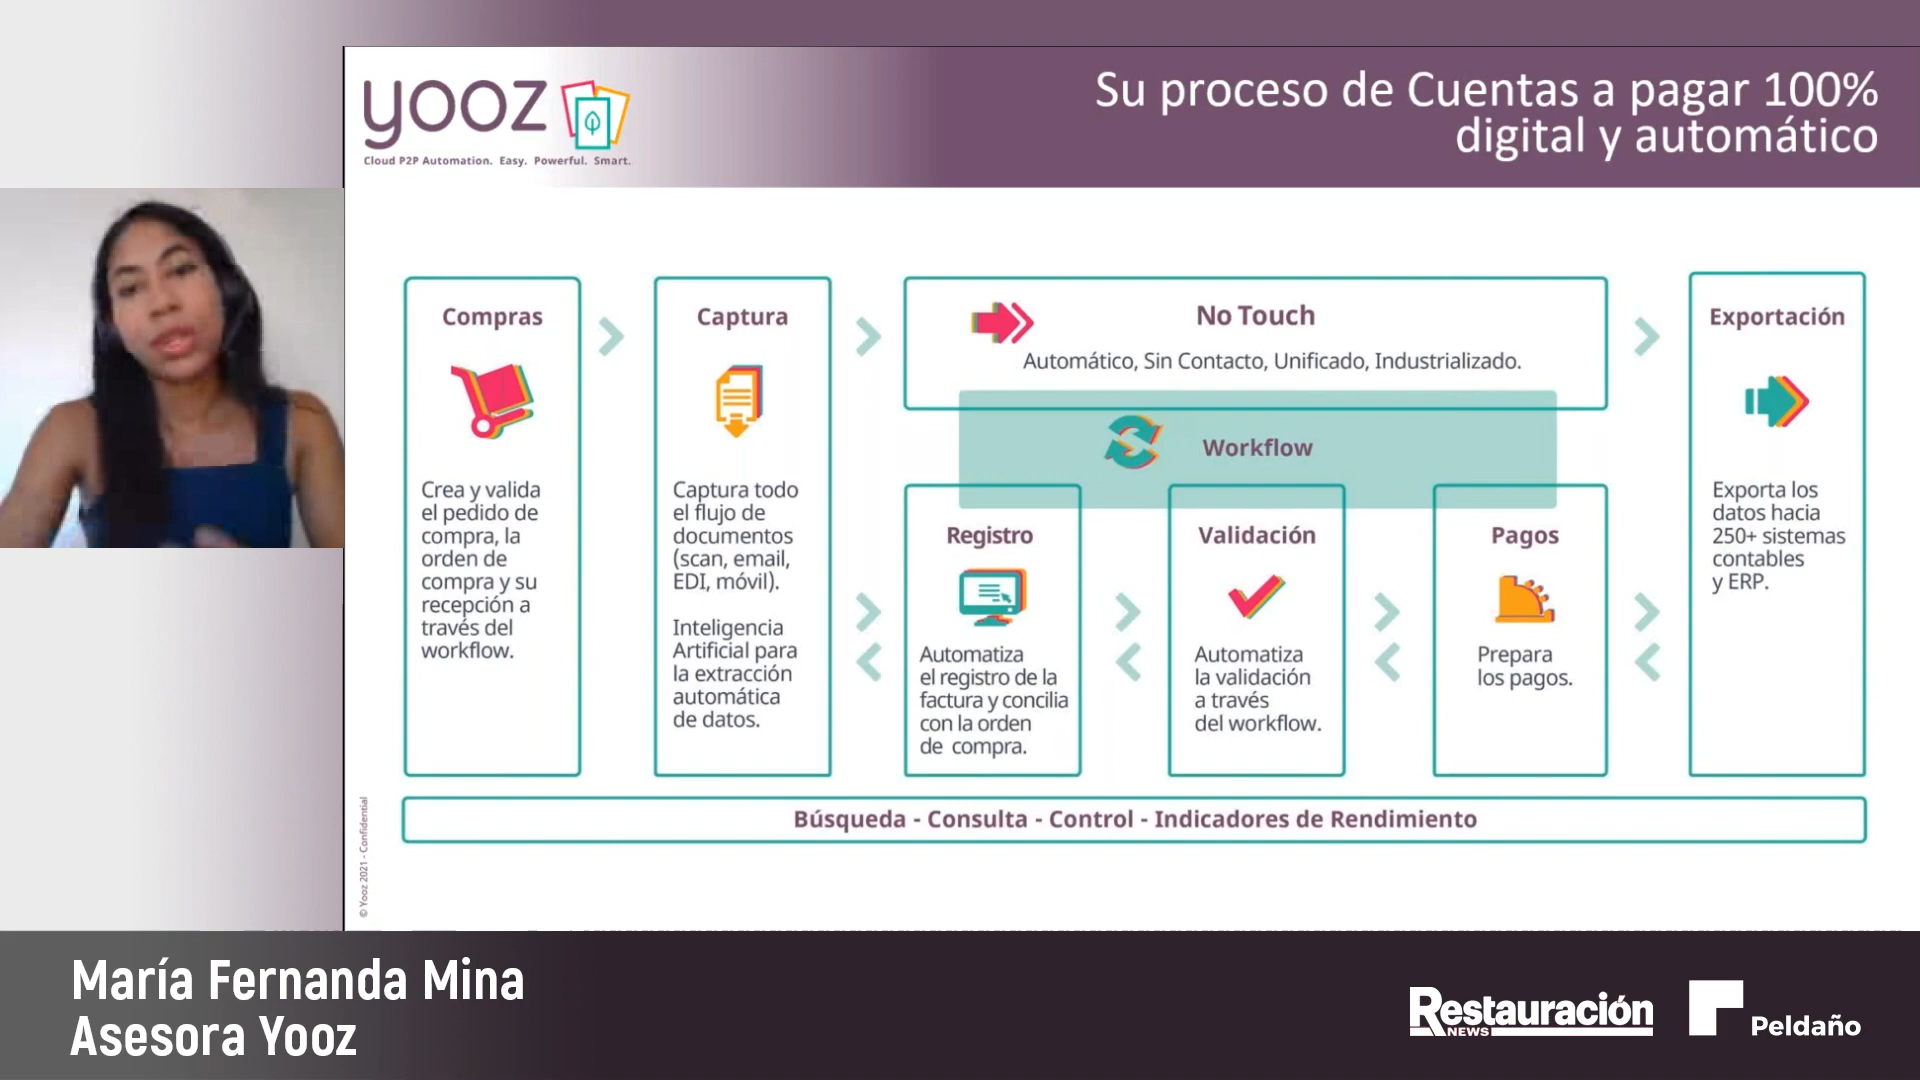 yooz
Cloud P2P Automation. Easy. Powerful. Smart.
Su proceso de Cuentas a pagar 100%
digital y automático
Compras
Crea y valida
el pedido de
compra, la
orden de
compra y su
recepción a
través del
workflow.
Captura
Captura todo
el flujo de
documentos
(scan, email,
EDI, móvil).
Inteligencia
Artificial para
la extracción
automática
de datos.
No Touch
Automático, Sin Contacto, Unificado, Industrializado.
Workflow
Registro
Automatiza
el registro de la
factura y concilia
con la orden
de compra.
Validación
Automatiza
la validación
a través
del workflow.
Pagos
Prepara
los pagos.
Exportación
Exporta los
datos hacia
250+ sistemas
contables
y ERP.
Búsqueda - Consulta - Control - Indicadores de Rendimiento
© Yooz 2021 - Confidential
María Fernanda Mina
Asesora Yooz
Restauración
NEWS
Peldaño